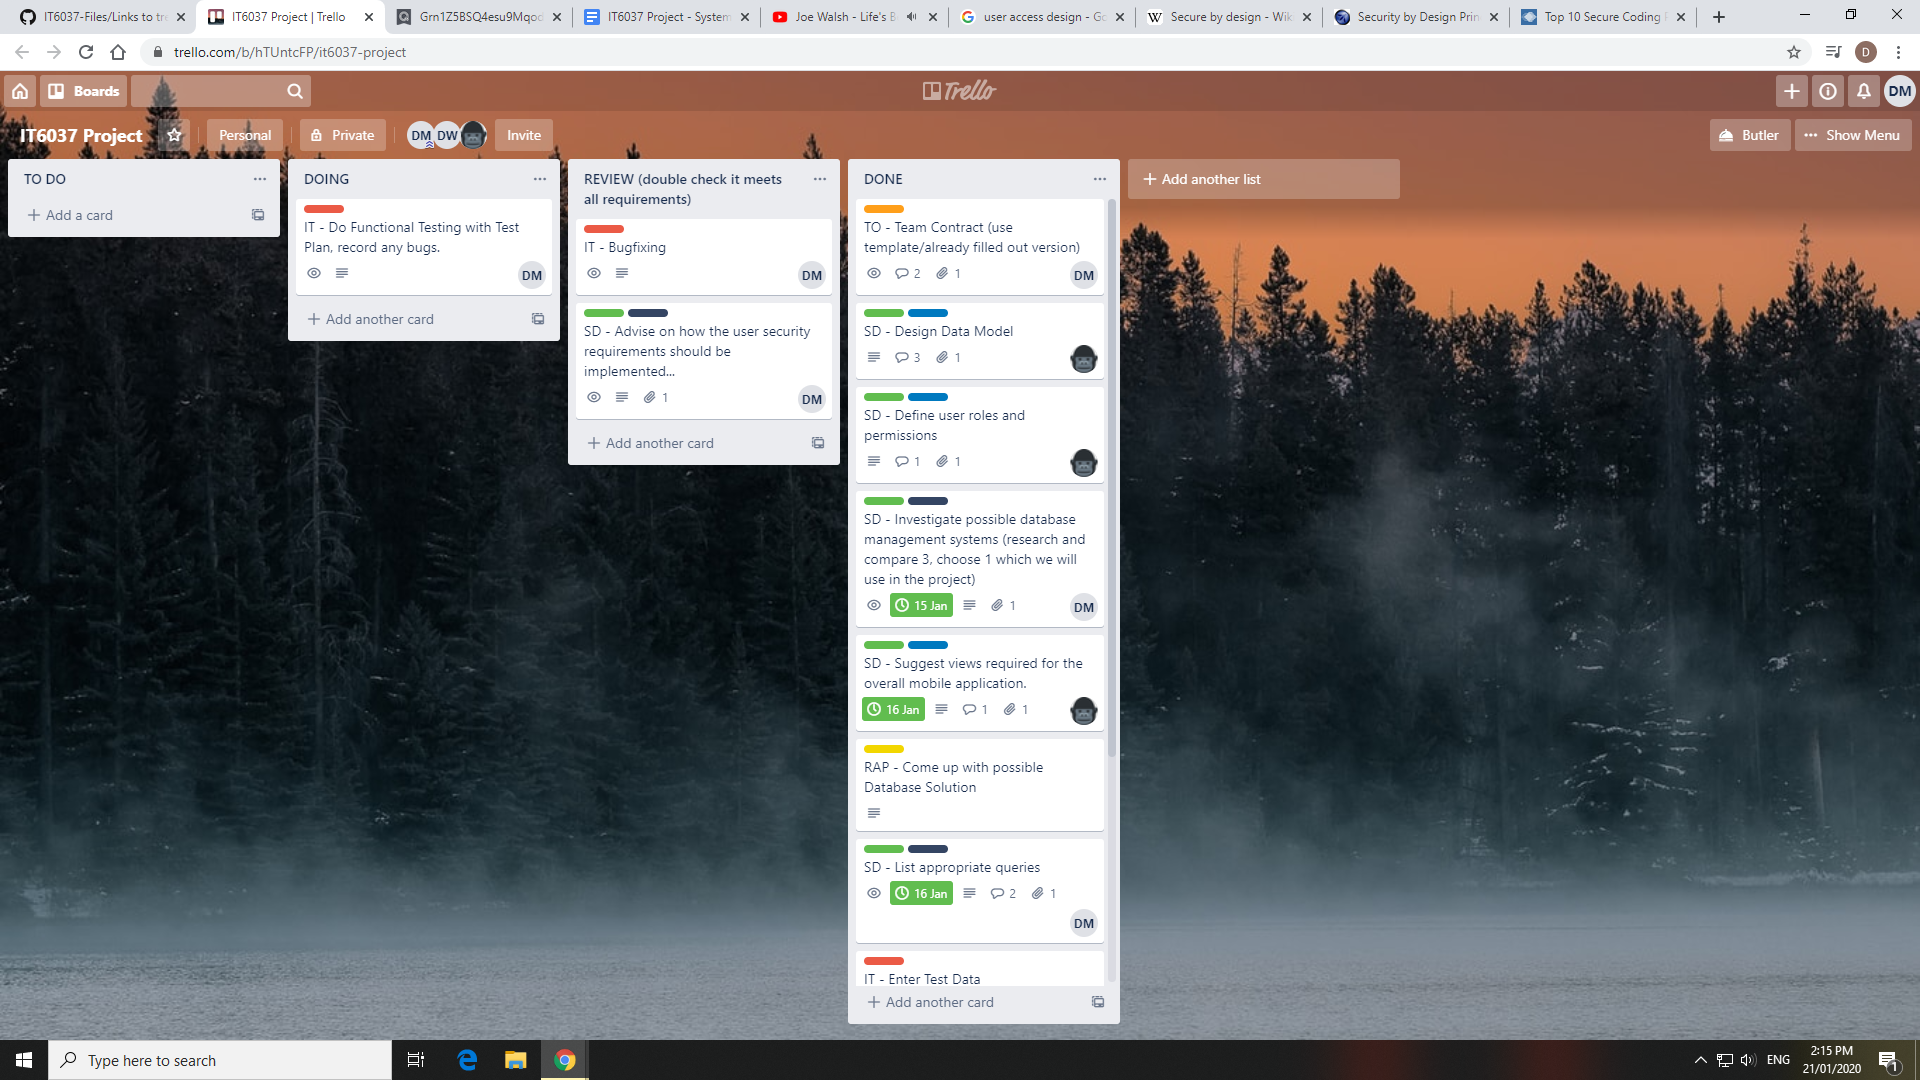 IT6037-Files/Links to tre
IT6037 Project | Trello
Grn1Z5BSQ4esu9Mqod
IT6037 Project - System
Joe Walsh - Life's B
user access design - Go
Secure by design - Wiki
Security by Design Prin
Top 10 Secure Coding P
trello.com/b/hTUntcFP/it6037-project
D
Boards
Trello
DM
IT6037 Project
Personal
Private
DM
DW
Invite
Butler
Show Menu
TO DO
Add a card
DOING
IT - Do Functional Testing with Test
Plan, record any bugs.
DM
Add another card
REVIEW (double check it meets
all requirements)
IT - Bugfixing
DM
SD - Advise on how the user security
requirements should be
implemented...
1
DM
Add another card
DONE
TO - Team Contract (use
template/already filled out version)
2 1
DM
SD - Design Data Model
3 1
SD - Define user roles and
permissions
1 1
SD - Investigate possible database
management systems (research and
compare 3, choose 1 which we will
use in the project)
15 Jan 1
DM
SD - Suggest views required for the
overall mobile application.
16 Jan 1 1
RAP - Come up with possible
Database Solution
SD - List appropriate queries
16 Jan 2 1
DM
IT - Enter Test Data
Add another card
Add another list
Type here to search
ENG
2:15 PM
21/01/2020
1